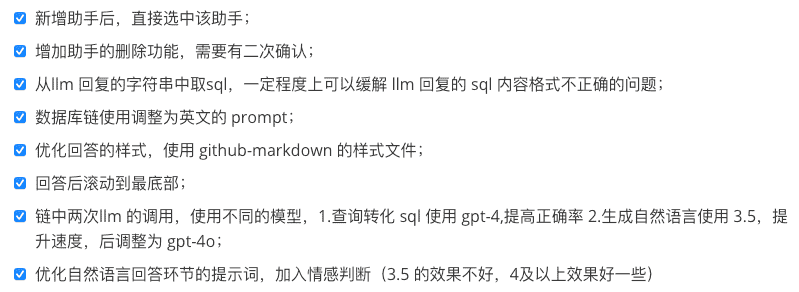 新增助手后，直接选中该助手；
增加助手的删除功能，需要有二次确认；
从llm 回复的字符串中取sql，一定程度上可以缓解 llm 回复的 sql 内容格式不正确的问题；
数据库链使用调整为英文的 prompt；
优化回答的样式，使用 github-markdown 的样式文件；
回答后滚动到最底部；
链中两次llm 的调用，使用不同的模型，1.查询转化 sql 使用 gpt-4,提高正确率 2.生成自然语言使用 3.5，提
升速度，后调整为 gpt-4o；
优化自然语言回答环节的提示词，加入情感判断（3.5 的效果不好，4及以上效果好一些）